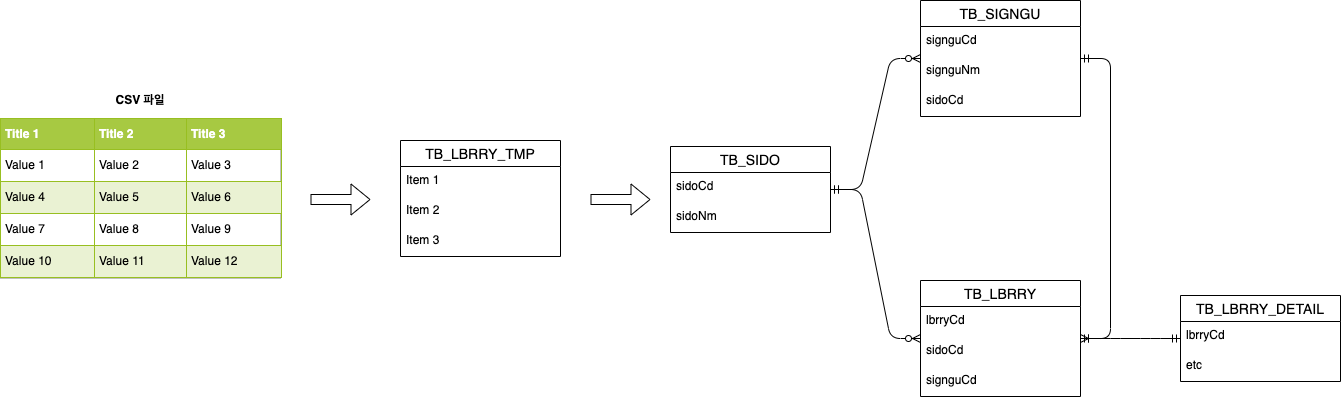 CSV 파일
Title 1 Title 2 Title 3
Value 1 Value 2 Value 3
Value 4 Value 5 Value 6
Value 7 Value 8 Value 9
Value 10 Value 11 Value 12
TB_LBRRY_TMP
Item 1
Item 2
Item 3
TB_SIDO
sidoCd
sidoNm
TB_SIGNGU
signguCd
signguNm
sidoCd
TB_LBRRY
lbrryCd
sidoCd
signguCd
TB_LBRRY_DETAIL
lbrryCd
etc